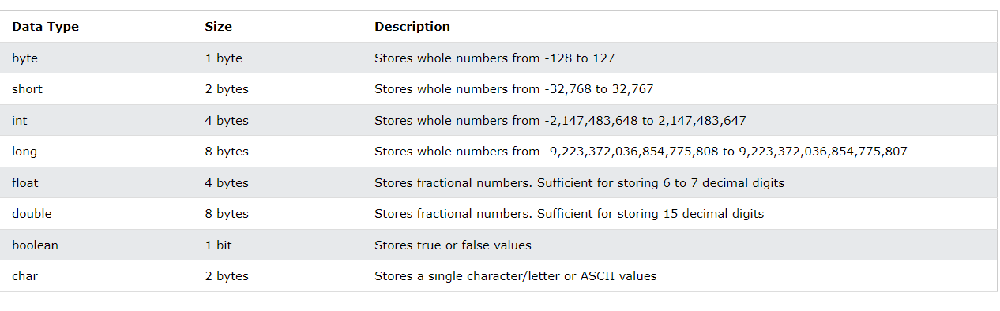 Data Type Size Description
byte 1 byte Stores whole numbers from -128 to 127
short 2 bytes Stores whole numbers from -32,768 to 32,767
int 4 bytes Stores whole numbers from -2,147,483,648 to 2,147,483,647
long 8 bytes Stores whole numbers from -9,223,372,036,854,775,808 to 9,223,372,036,854,775,807
float 4 bytes Stores fractional numbers. Sufficient for storing 6 to 7 decimal digits
double 8 bytes Stores fractional numbers. Sufficient for storing 15 decimal digits
boolean 1 bit Stores true or false values
char 2 bytes Stores a single character/letter or ASCII values